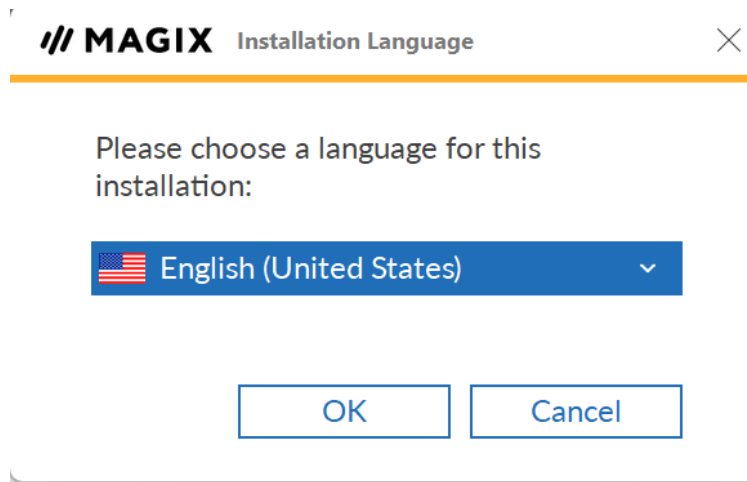 MAGIX Installation Language
Please choose a language for this
installation:
English (United States)
OK Cancel